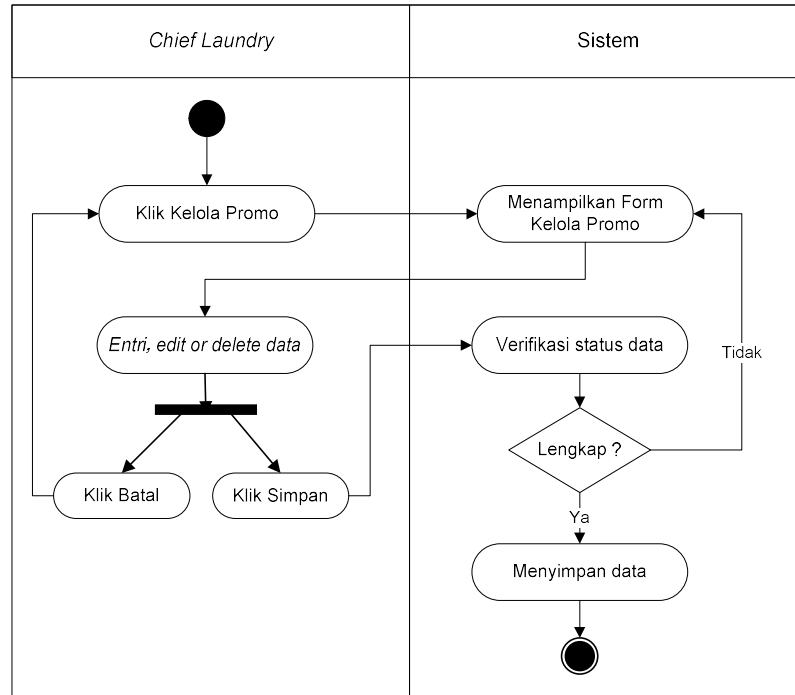 Chief Laundry
Sistem
Klik Kelola Promo
Menampilkan Form
Kelola Promo
Entri, edit or delete data
Verifikasi status data
Tidak
Lengkap ?
Klik Batal
Klik Simpan
Ya
Menyimpan data